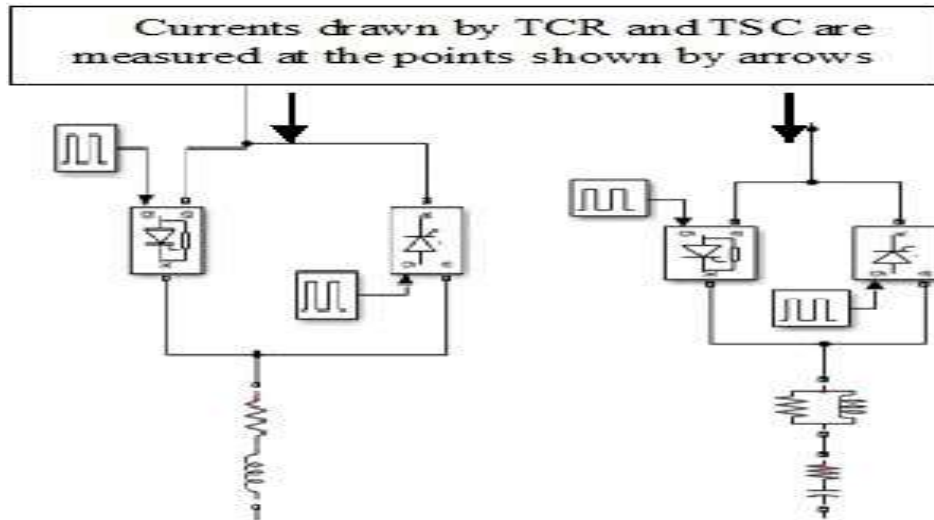 Currents drawn by TCR and TSC are
measured at the points shown by arrows
g a
k
k
g a
g a
k
k
g a